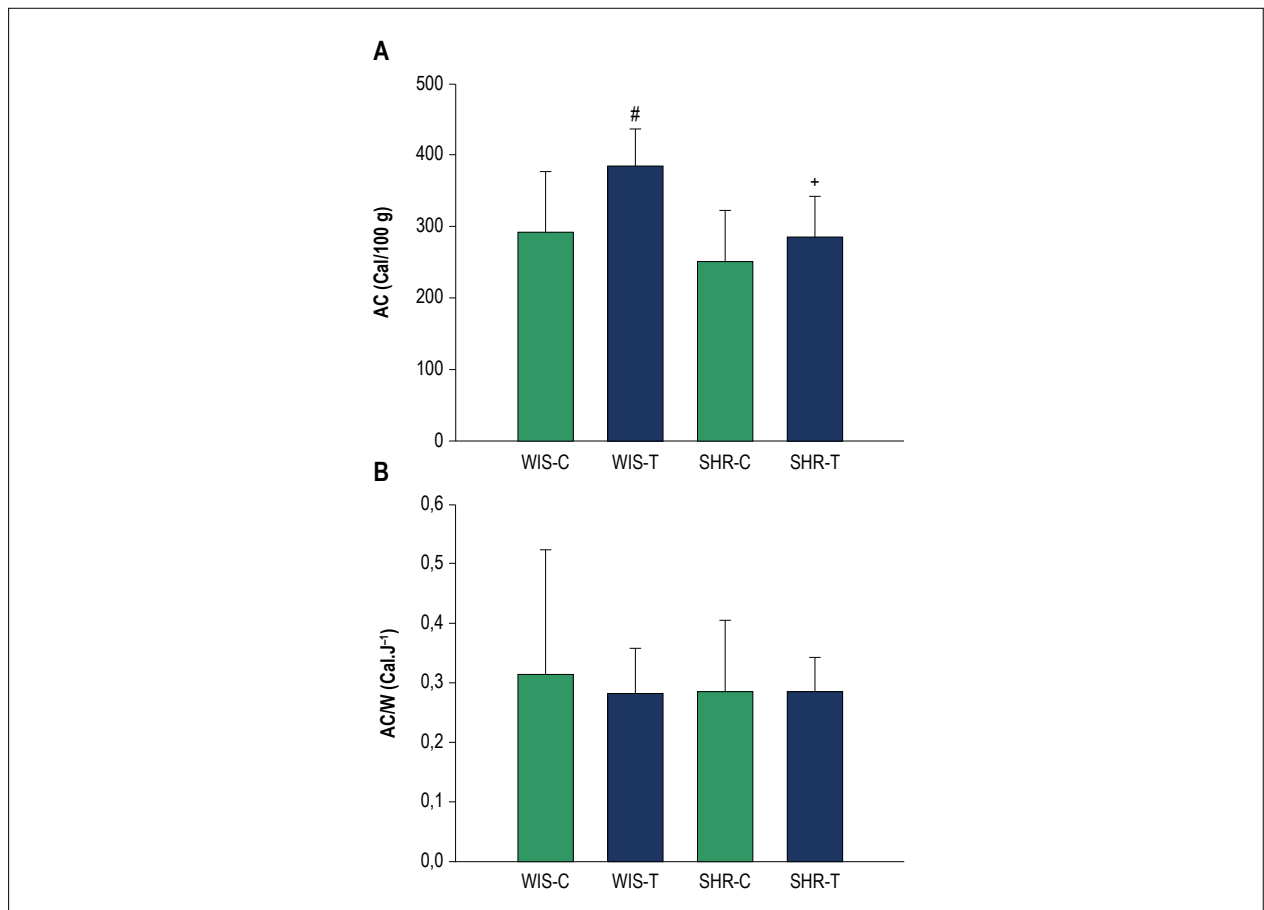 A
500
400
300
200
100
0
AC (Cal/100 g)
#
+
WIS-C WIS-T SHR-C SHR-T
B
0,6
0,5
0,4
0,3
0,2
0,1
0,0
AC/W (Cal.J⁻¹)
WIS-C WIS-T SHR-C SHR-T